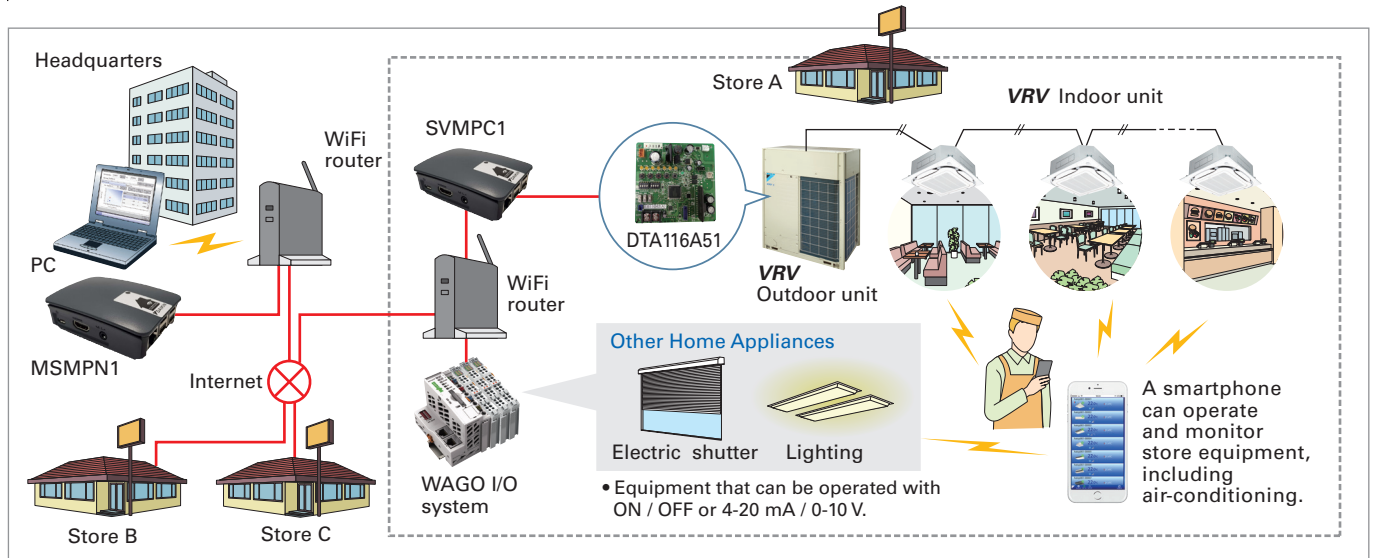 Headquarters
WiFi
router
PC
MSMPN1
Internet
Store B
Store C
Store A
SVMPC1
DTA116A51
VRV Indoor unit
VRV
Outdoor unit
WiFi
router
WAGO I/O
system
Other Home Appliances
Electric shutter
Lighting
• Equipment that can be operated with
ON / OFF or 4-20 mA / 0-10 V.
A smartphone
can operate
and monitor
store equipment,
including
air-conditioning.